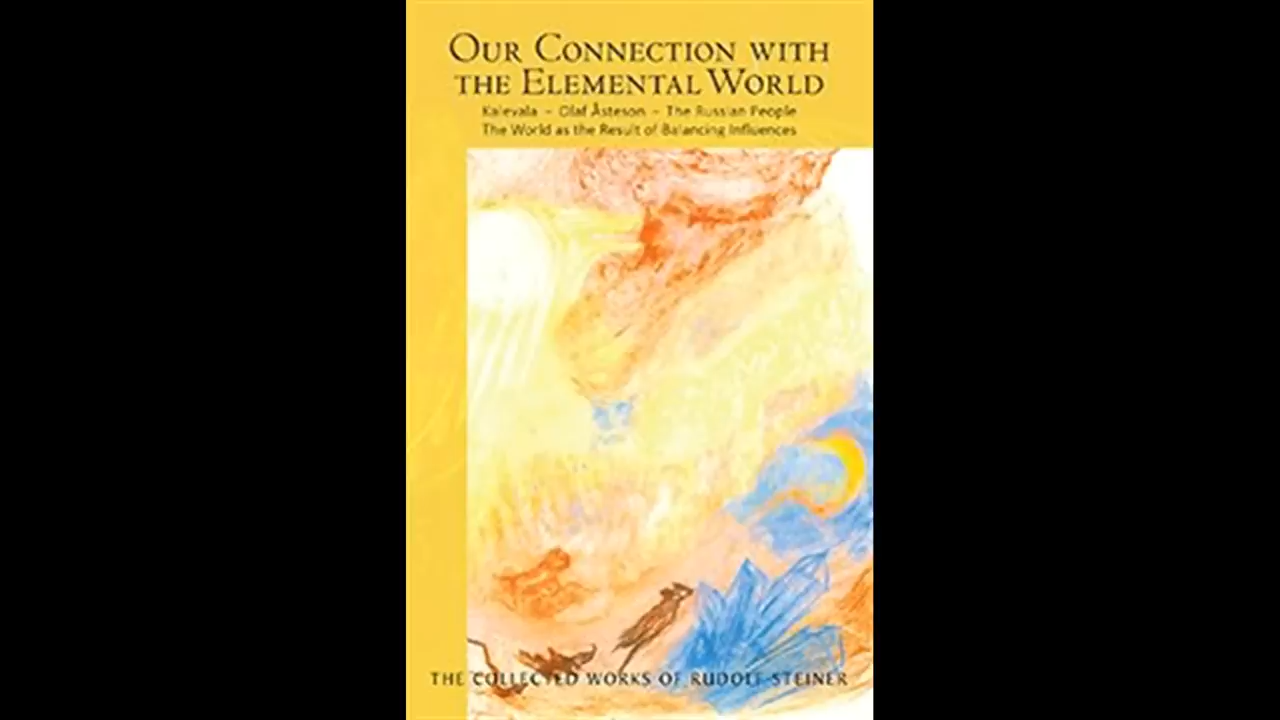 OUR CONNECTION WITH
THE ELEMENTAL WORLD
Kalevala – Olaf Åsteson – The Russian People
The World as the Result of Balancing Influences
THE COLLECTED WORKS OF RUDOLF STEINER